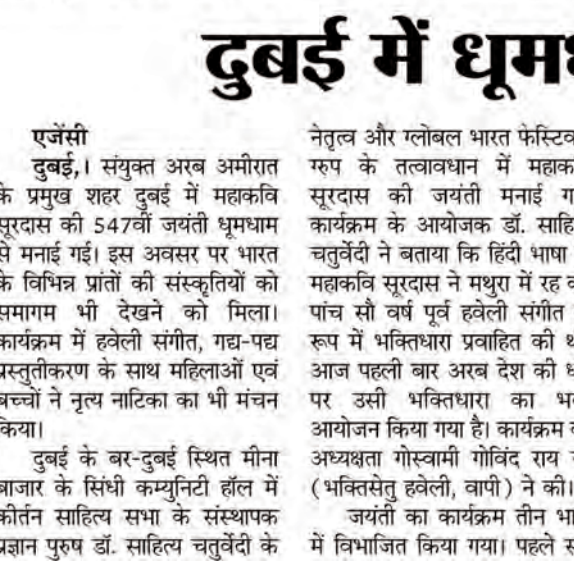 दुबई में
एजेंसी
दुबई,। संयुक्त अरब अमीरात
के प्रमुख शहर दुबई में महाकवि
सूरदास की 547वीं जयंती धूमधाम
से मनाई गई। इस अवसर पर भारत
के विभिन्न प्रांतों की संस्कृतियों को
समागम भी देखने को मिला।
कार्यक्रम में हवेली संगीत, गद्य-पद्य
प्रस्तुतीकरण के साथ महिलाओं एवं
बच्चों ने नृत्य नाटिका का भी मंचन
किया।
दुबई के बर-दुबई स्थित मीना
बाजार के सिंधी कम्युनिटी हॉल में
कीर्तन साहित्य सभा के संस्थापक
प्रज्ञान पुरुष डॉ. साहित्य चतुर्वेदी के
नेतृत्व और ग्लोबल भारत
ग्रुप के तत्वावधान में
सूरदास की जयंती मनाई
कार्यक्रम के आयोजक डॉ.
चतुर्वेदी ने बताया कि हिंदी भाषा
महाकवि सूरदास ने मथुरा में रह
पांच सौ वर्ष पूर्व हवेली संगीत
रूप में भक्तिधारा प्रवाहित की
आज पहली बार अरब देश की
पर उसी भक्तिधारा का
आयोजन किया गया है। कार्यक्रम
अध्यक्षता गोस्वामी गोविंद राय
(भक्तिसेतु हवेली, वापी) ने की।
जयंती का कार्यक्रम तीन
में विभाजित किया गया। पहले